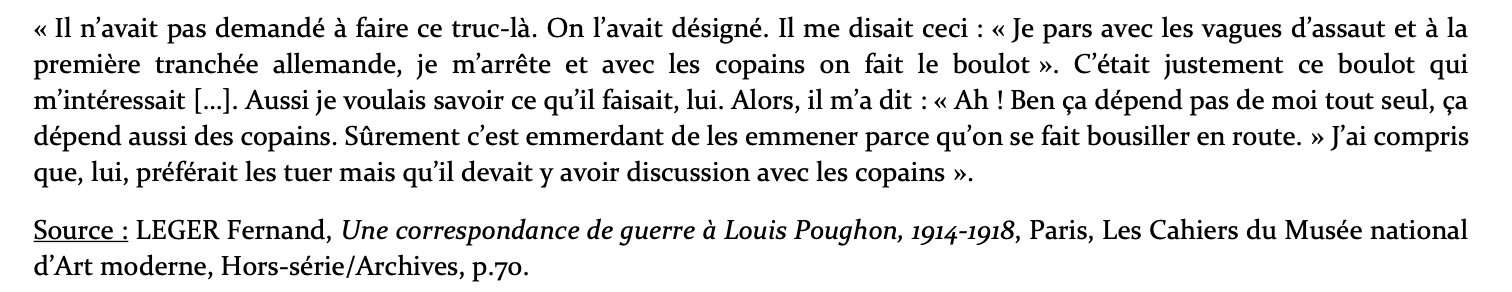 « Il n’avait pas demandé à faire ce truc-là. On l’avait désigné. Il me disait ceci : « Je pars avec les vagues d’assaut et à la
première tranchée allemande, je m’arrête et avec les copains on fait le boulot ». C’était justement ce boulot qui
m’intéressait [...]. Aussi je voulais savoir ce qu’il faisait, lui. Alors, il m’a dit : « Ah ! Ben ça dépend pas de moi tout seul, ça
dépend aussi des copains. Sûrement c’est emmerdant de les emmener parce qu’on se fait bousiller en route. » J’ai compris
que, lui, préférait les tuer mais qu’il devait y avoir discussion avec les copains ».
Source : LEGER Fernand, Une correspondance de guerre à Louis Poughon, 1914-1918, Paris, Les Cahiers du Musée national
d’Art moderne, Hors-série/Archives, p.70.